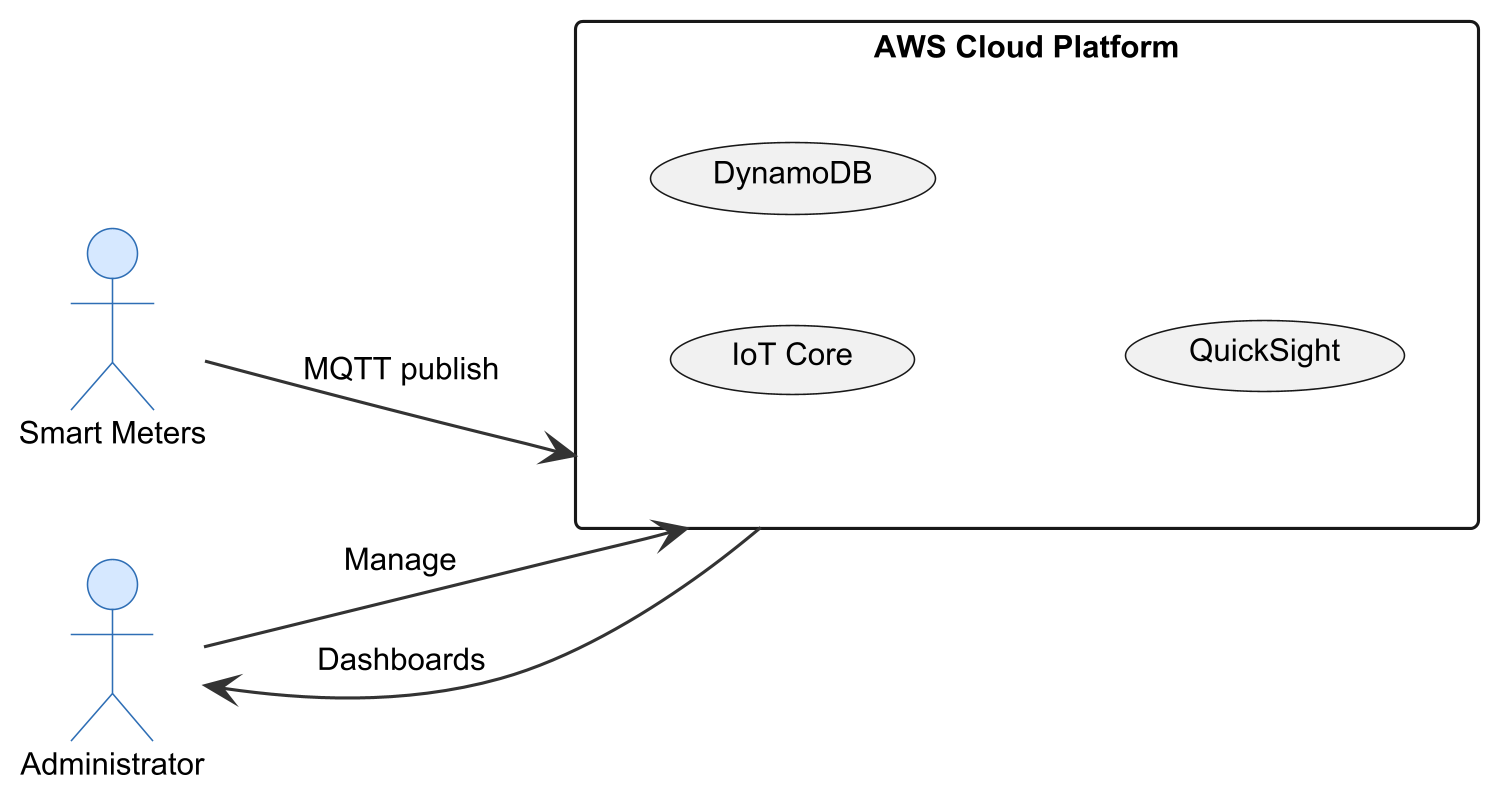 AWS Cloud Platform
DynamoDB
IoT Core
QuickSight
MQTT publish
Smart Meters
Manage
Dashboards
Administrator